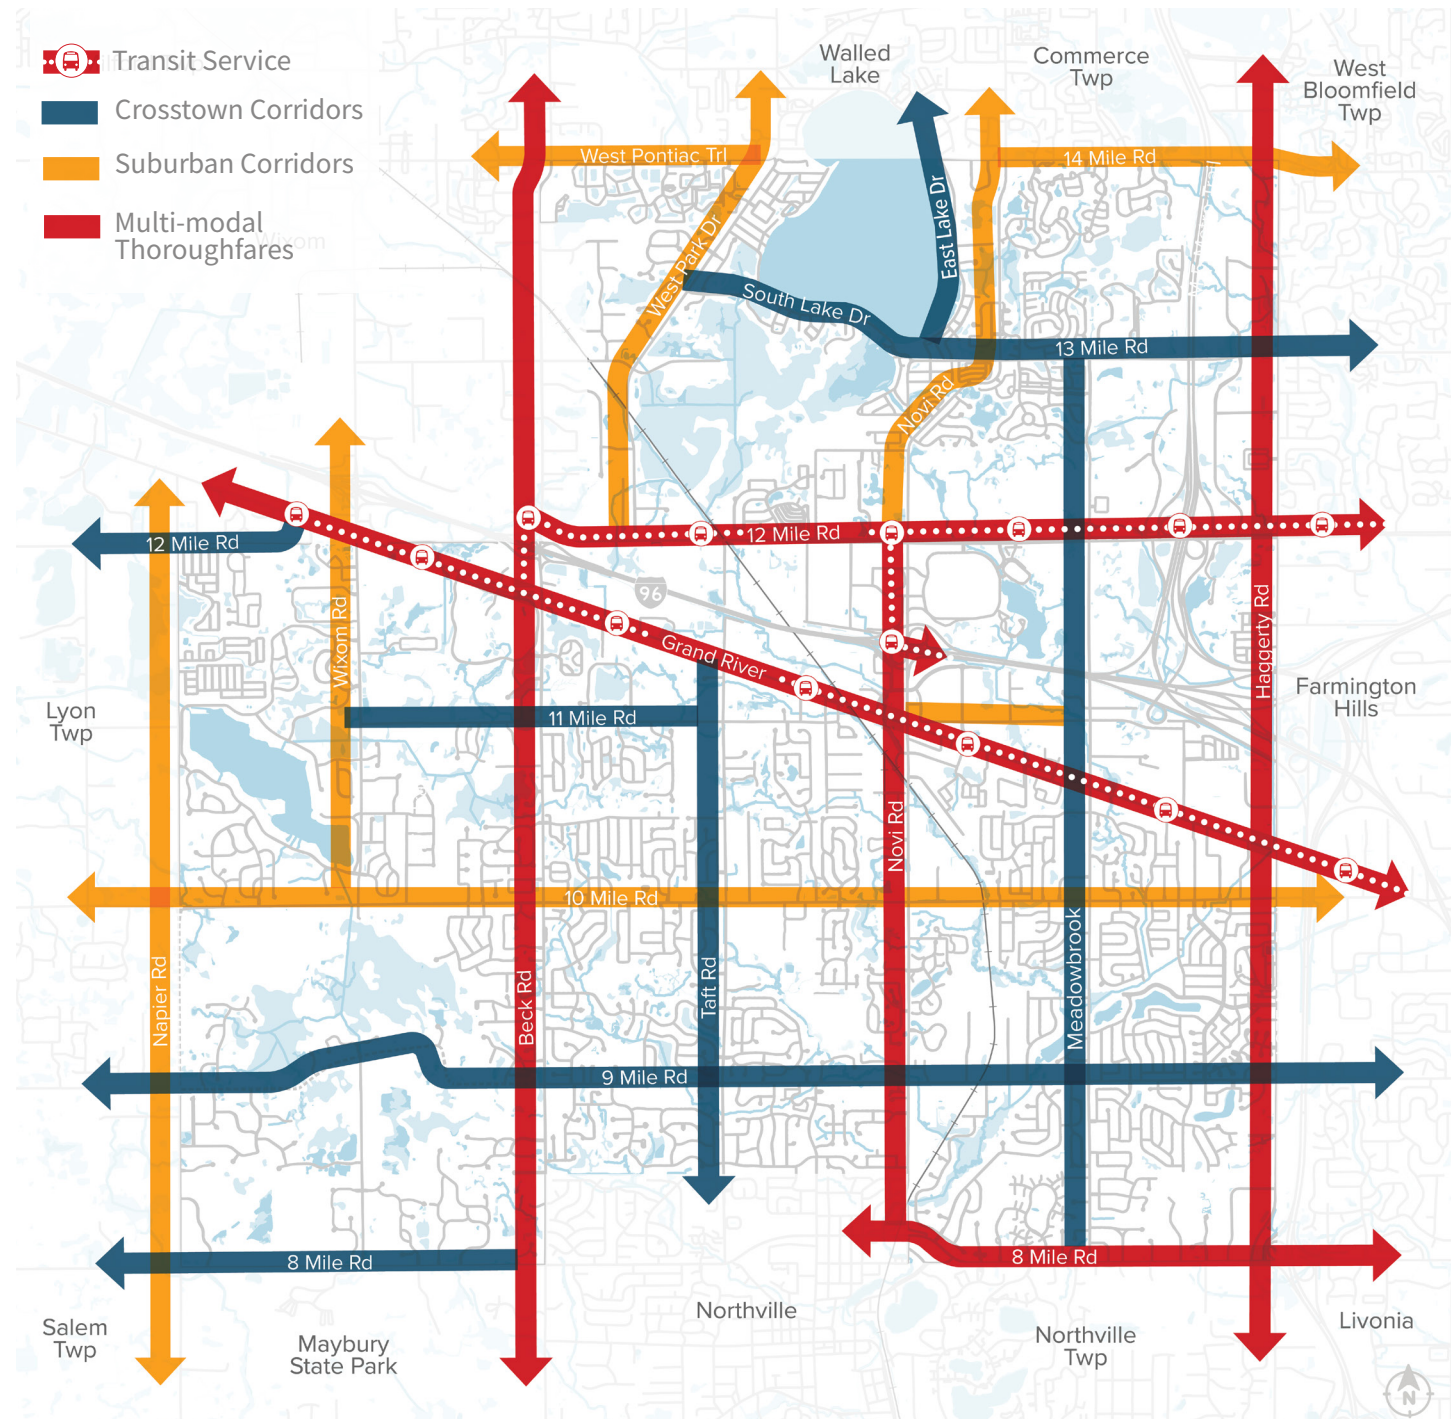 Transit Service
Crosstown Corridors
Suburban Corridors
Multi-modal
Thoroughfares
Wixom
Walled
Lake
Commerce
Twp
West
Bloomfield
Twp
West Pontiac Trl
14 Mile Rd
West Park Dr
East Lake Dr
South Lake Dr
13 Mile Rd
Novi Rd
12 Mile Rd
12 Mile Rd
96
Wixom Rd
Grand River
Haggerty Rd
Lyon
Twp
11 Mile Rd
Farmington
Hills
Novi Rd
10 Mile Rd
Napier Rd
Beck Rd
Taft Rd
Meadowbrook
9 Mile Rd
8 Mile Rd
8 Mile Rd
Salem
Twp
Maybury
State Park
Northville
Northville
Twp
Livonia
N